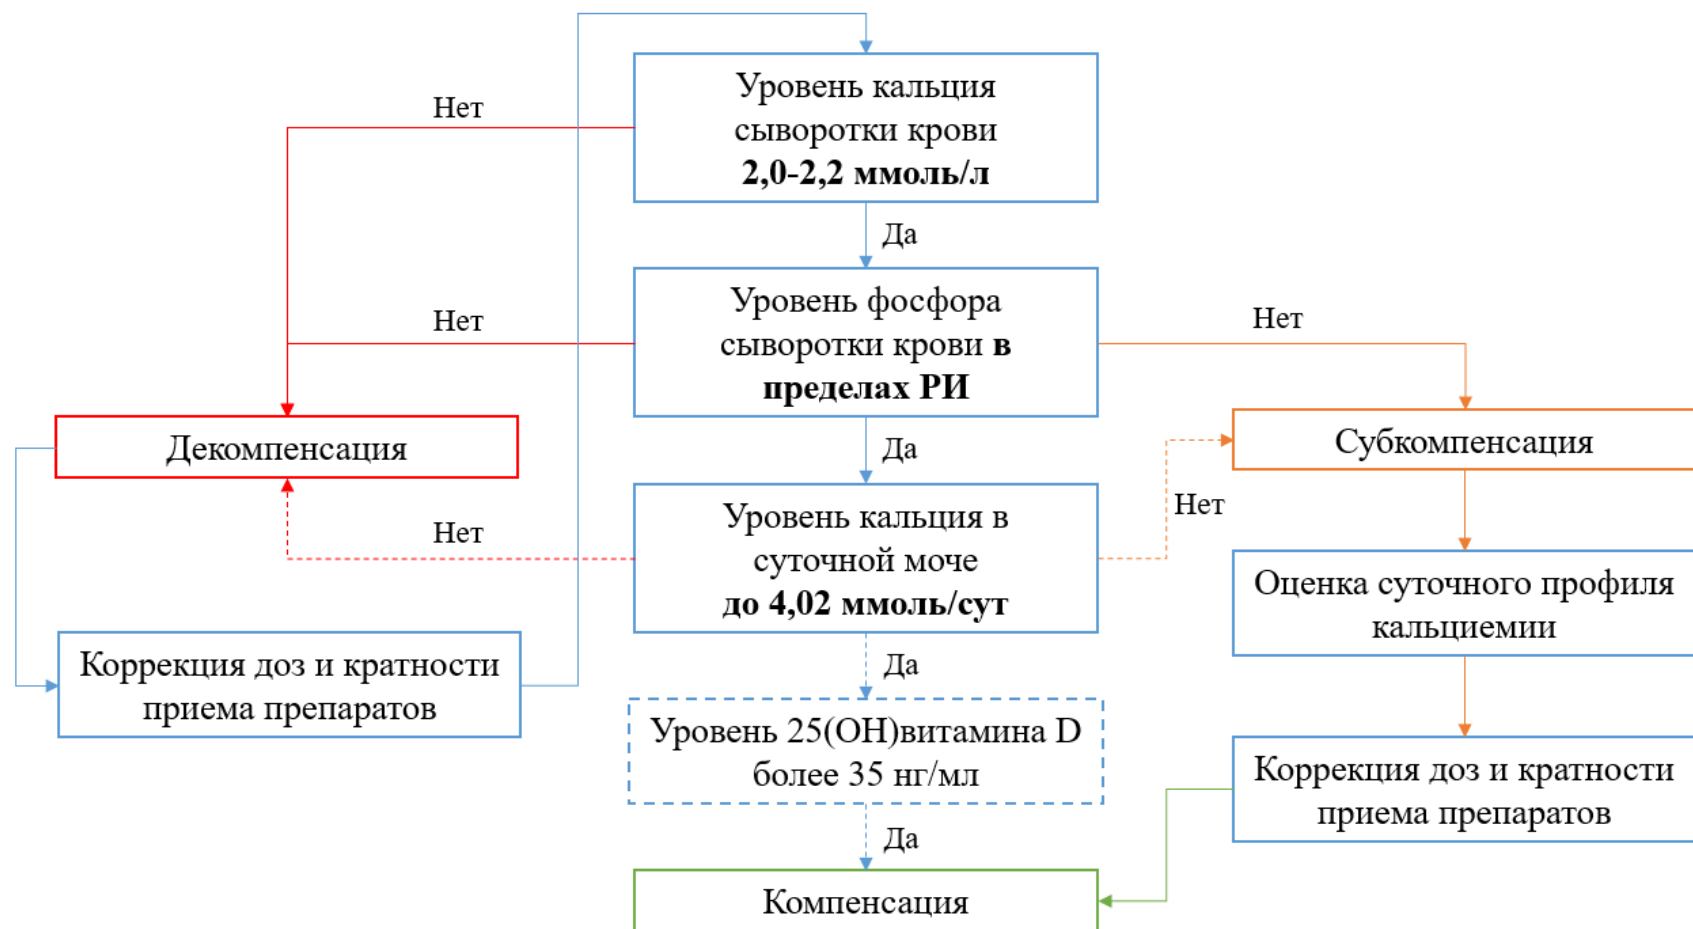 Уровень кальция
сыворотки крови
2,0-2,2 ммоль/л
Нет
Да
Уровень фосфора
сыворотки крови в
пределах РИ
Нет
Нет
Да
Декомпенсация
Субкомпенсация
Уровень кальция в
суточной моче
до 4,02 ммоль/сут
Нет
Нет
Оценка суточного профиля
кальциемии
Коррекция доз и кратности
приема препаратов
Да
Уровень 25(ОН)витамина D
более 35 нг/мл
Коррекция доз и кратности
приема препаратов
Да
Компенсация